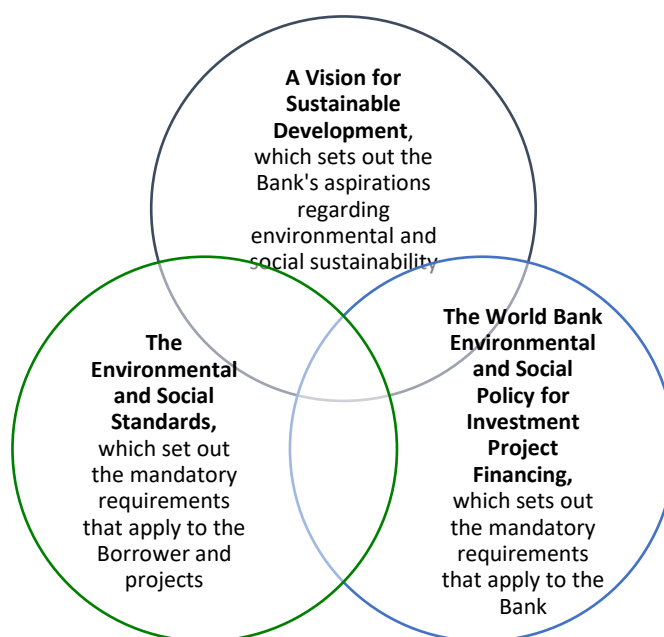 A Vision for
Sustainable
Development,
which sets out the
Bank's aspirations
regarding
environmental and
social sustainability
The
Environmental
and Social
Standards,
which set out
the mandatory
requirements
that apply to the
Borrower and
projects
The World Bank
Environmental
and Social
Policy for
Investment
Project
Financing,
which sets out
the mandatory
requirements
that apply to the
Bank